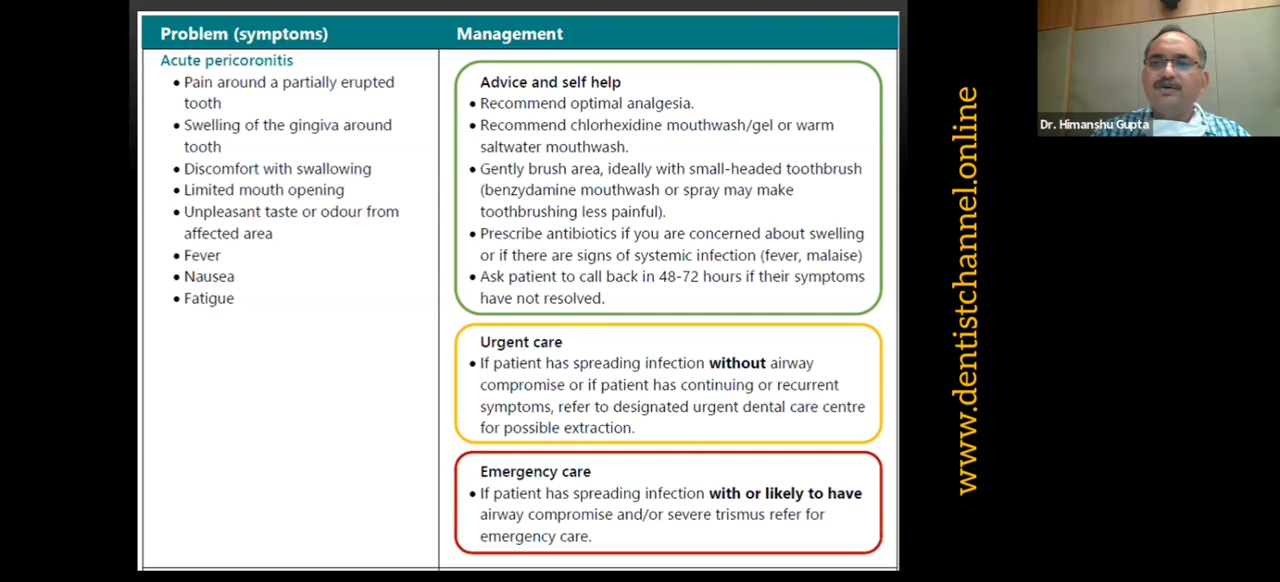 Problem (symptoms)
Management
Acute pericoronitis
• Pain around a partially erupted
tooth
• Swelling of the gingiva around
tooth
• Discomfort with swallowing
• Limited mouth opening
• Unpleasant taste or odour from
affected area
• Fever
• Nausea
• Fatigue
Advice and self help
• Recommend optimal analgesia.
• Recommend chlorhexidine mouthwash/gel or warm
saltwater mouthwash.
• Gently brush area, ideally with small-headed toothbrush
(benzydamine mouthwash or spray may make
toothbrushing less painful).
• Prescribe antibiotics if you are concerned about swelling
or if there are signs of systemic infection (fever, malaise)
• Ask patient to call back in 48-72 hours if their symptoms
have not resolved.
Urgent care
• If patient has spreading infection without airway
compromise or if patient has continuing or recurrent
symptoms, refer to designated urgent dental care centre
for possible extraction.
Emergency care
• If patient has spreading infection with or likely to have
airway compromise and/or severe trismus refer for
emergency care.
www.dentistchannel.online
Dr. Himanshu Gupta